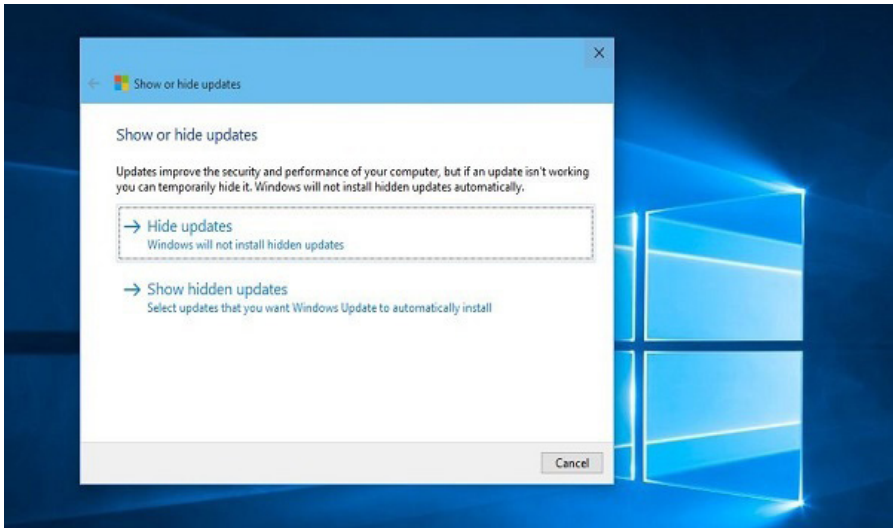 Show or hide updates
Show or hide updates
Updates improve the security and performance of your computer, but if an update isn't working
you can temporarily hide it. Windows will not install hidden updates automatically.
Hide updates
Windows will not install hidden updates
Show hidden updates
Select updates that you want Windows Update to automatically install
Cancel